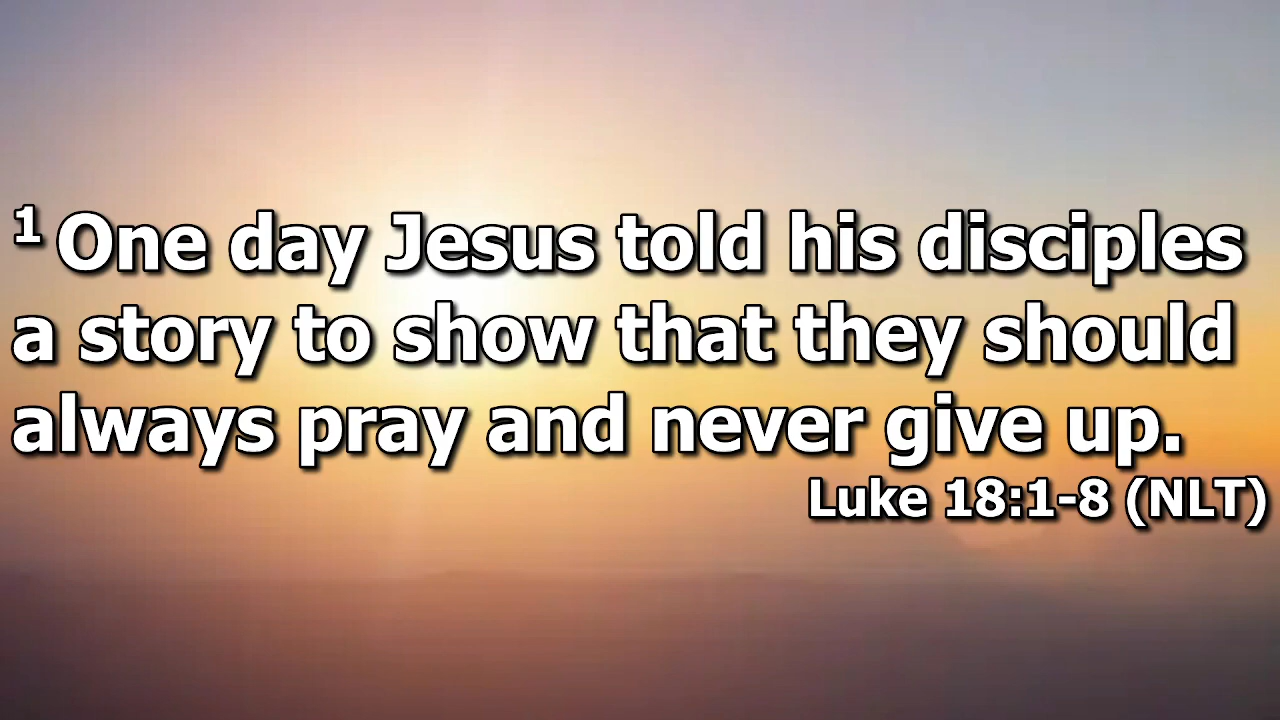 1 One day Jesus told his disciples
a story to show that they should
always pray and never give up.
Luke 18:1-8 (NLT)